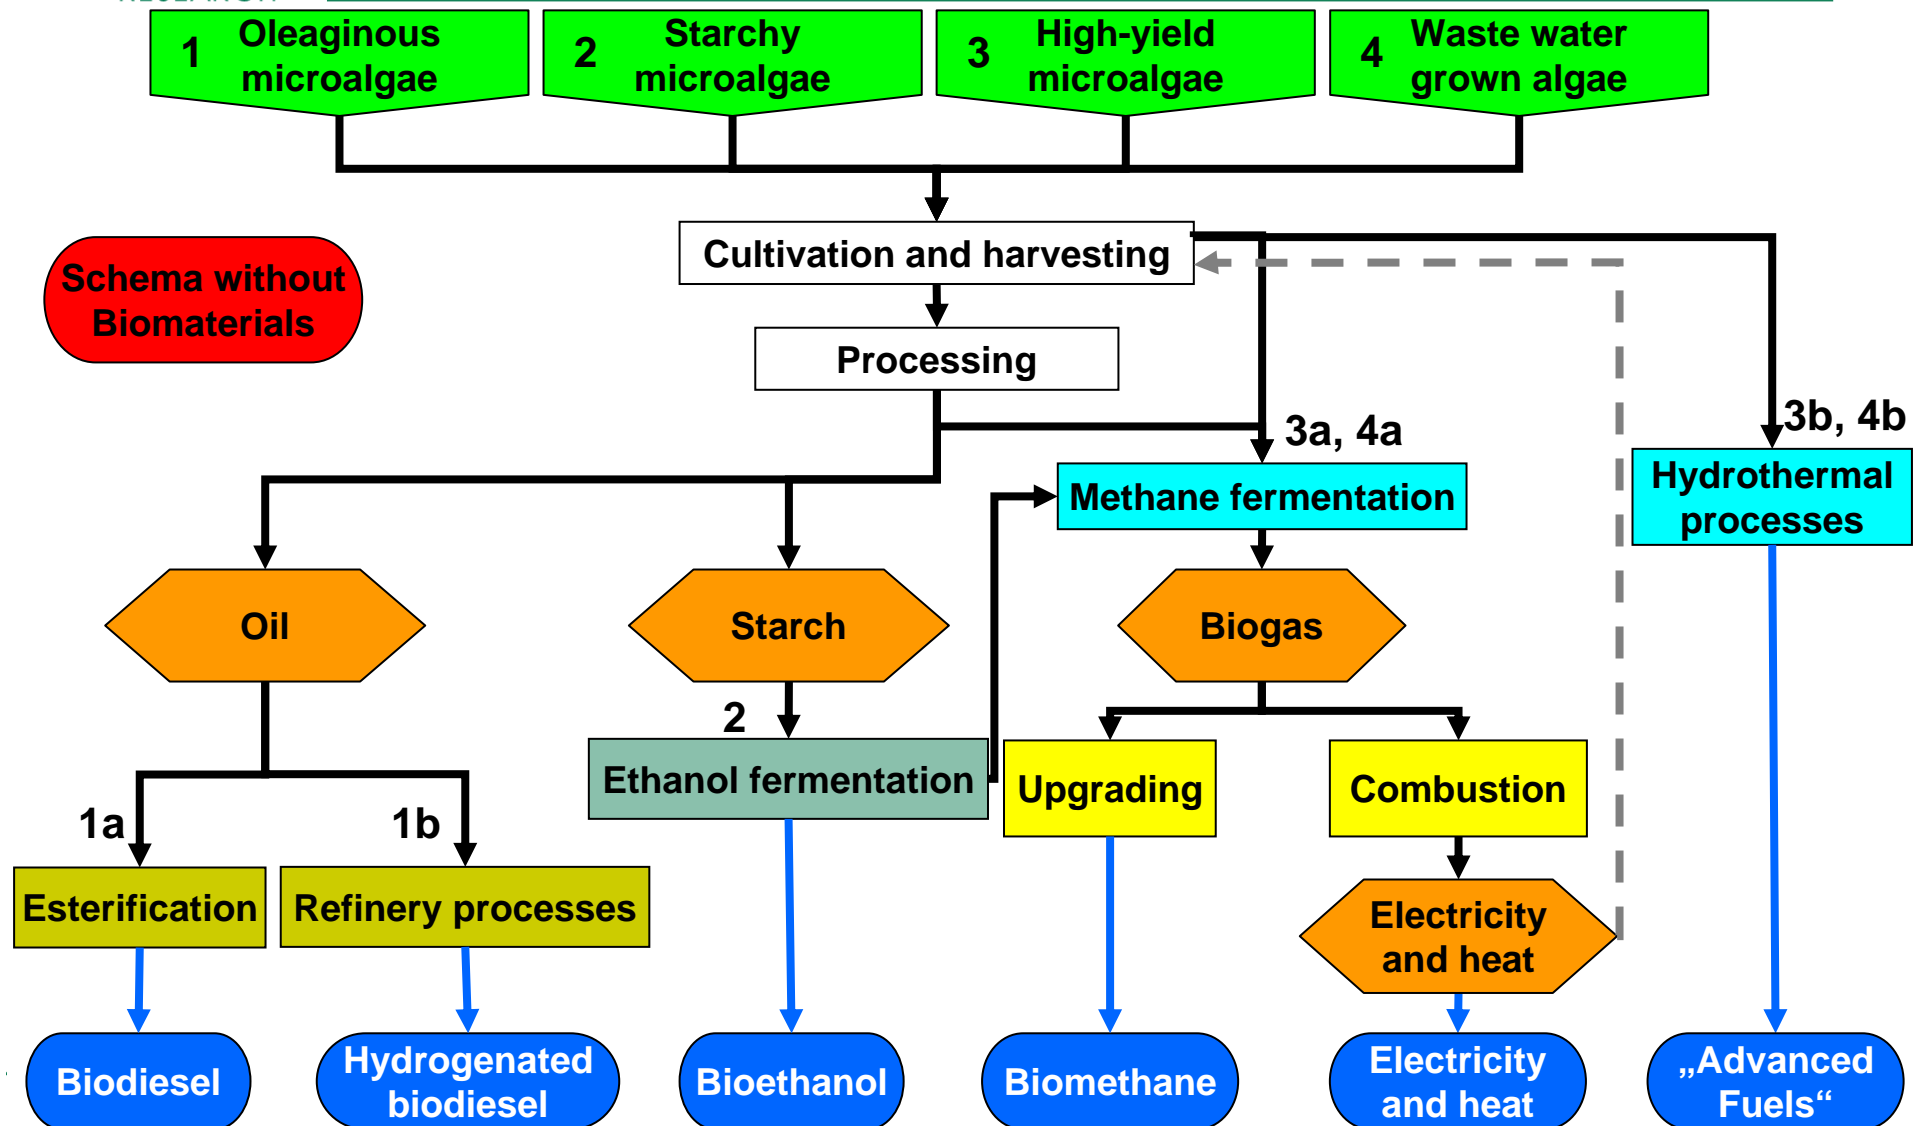 RESEARCH
1 Oleaginous
microalgae
2 Starchy
microalgae
3 High-yield
microalgae
4 Waste water
grown algae
Cultivation and harvesting
Schema without
Biomaterials
Processing
3a, 4a
3b, 4b
Methane fermentation
Hydrothermal
processes
Oil
Starch
Biogas
2
Ethanol fermentation
Upgrading
Combustion
1a
1b
Esterification
Refinery processes
Electricity
and heat
Biodiesel
Hydrogenated
biodiesel
Bioethanol
Biomethane
Electricity
and heat
„Advanced
Fuels“